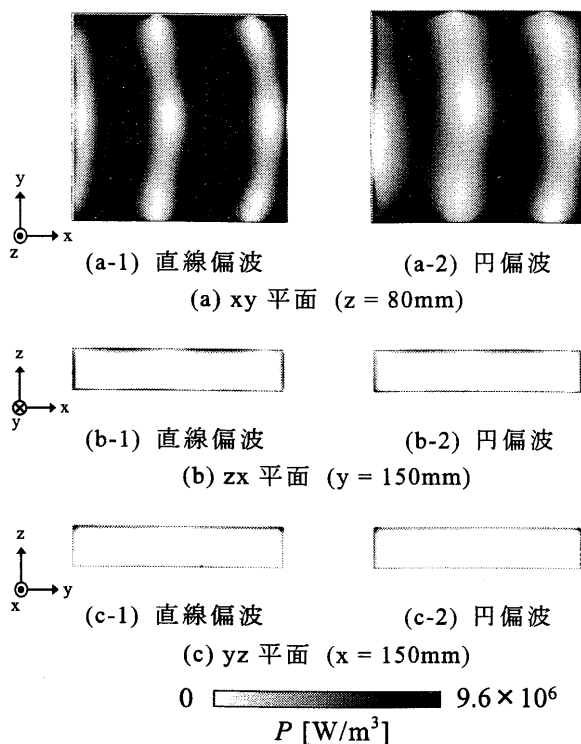 y
z
x
(a-1) 直線偏波
(a-2) 円偏波
(a) xy 平面 (z = 80mm)
z
y
x
(b-1) 直線偏波
(b-2) 円偏波
(b) zx 平面 (y = 150mm)
z
x
y
(c-1) 直線偏波
(c-2) 円偏波
(c) yz 平面 (x = 150mm)
0
9.6×10⁶
P [W/m³]